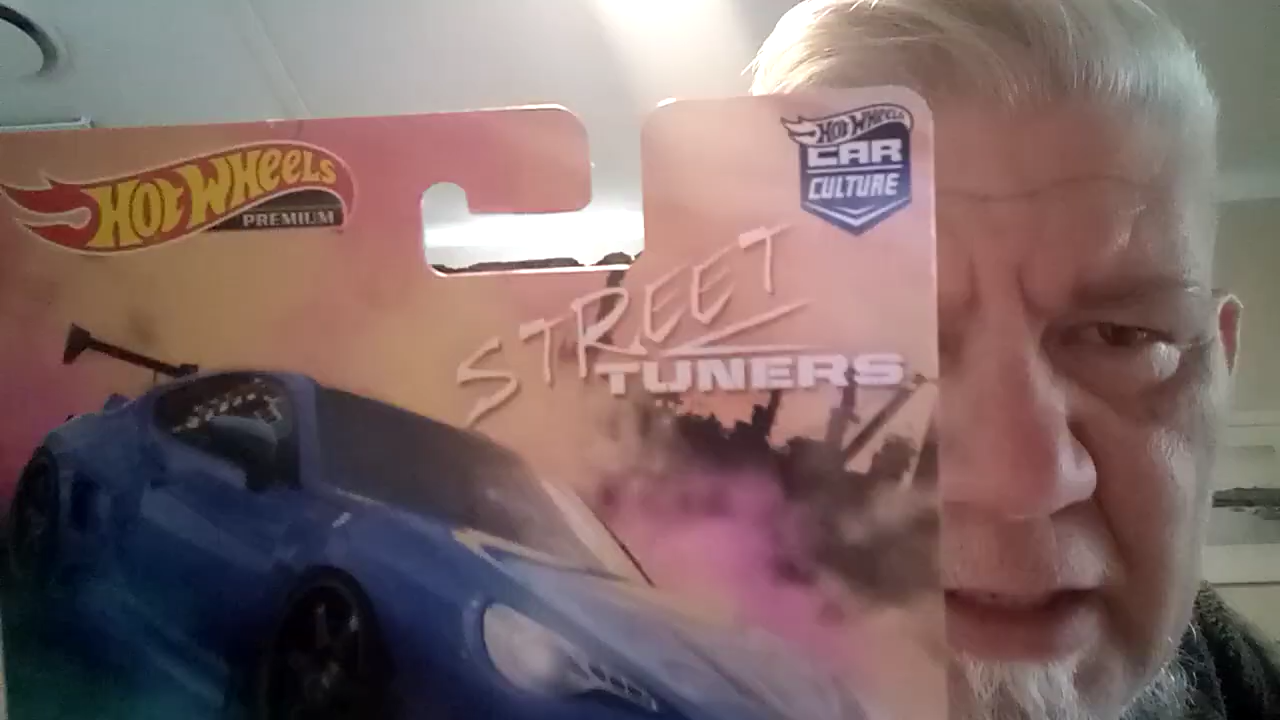 HOT WHEELS
PREMIUM
HOT WHEELS
CAR
CULTURE
STREET
TUNERS